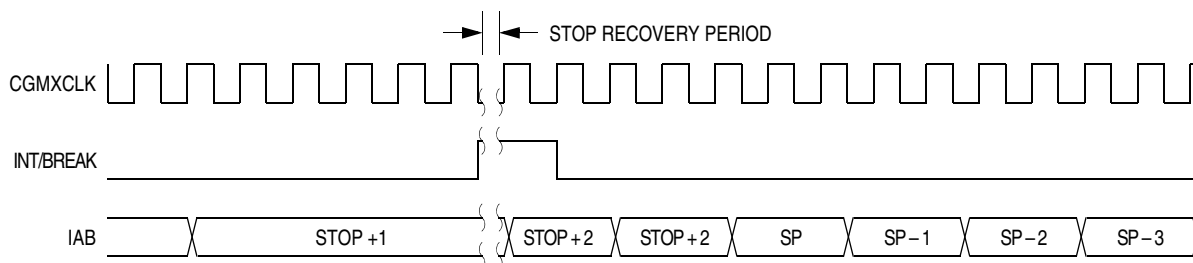 STOP RECOVERY PERIOD
CGMXCLK
INT/BREAK
IAB STOP +1 STOP + 2 STOP + 2 SP SP – 1 SP – 2 SP – 3